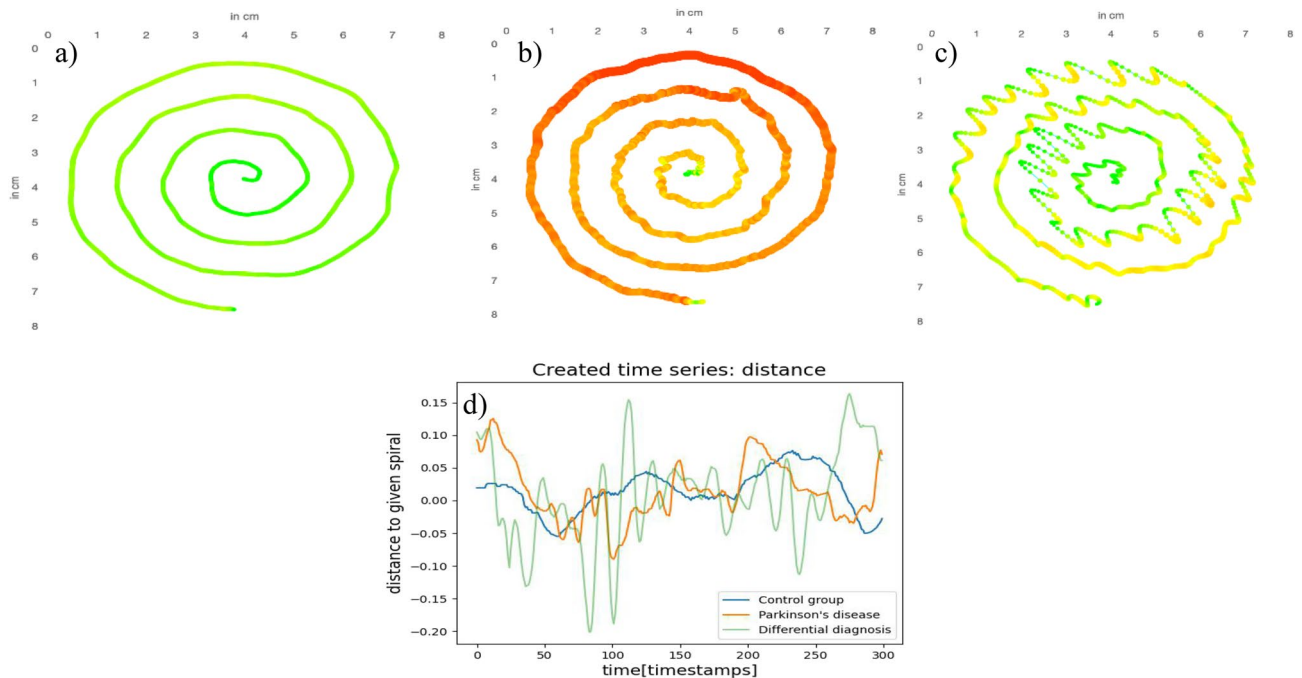 in cm
0 1 2 3 4 5 6 7 8
a)
0
1
2
3
4
5
6
7
8
in cm
in cm
0 1 2 3 4 5 6 7 8
b)
0
1
2
3
4
5
6
7
8
in cm
in cm
0 1 2 3 4 5 6 7 8
c)
0
1
2
3
4
5
6
7
8
in cm
Created time series: distance
d)
distance to given spiral
0.15
0.10
0.05
0.00
−0.05
−0.10
−0.15
−0.20
Control group
Parkinson's disease
Differential diagnosis
0 50 100 150 200 250 300
time[timestamps]